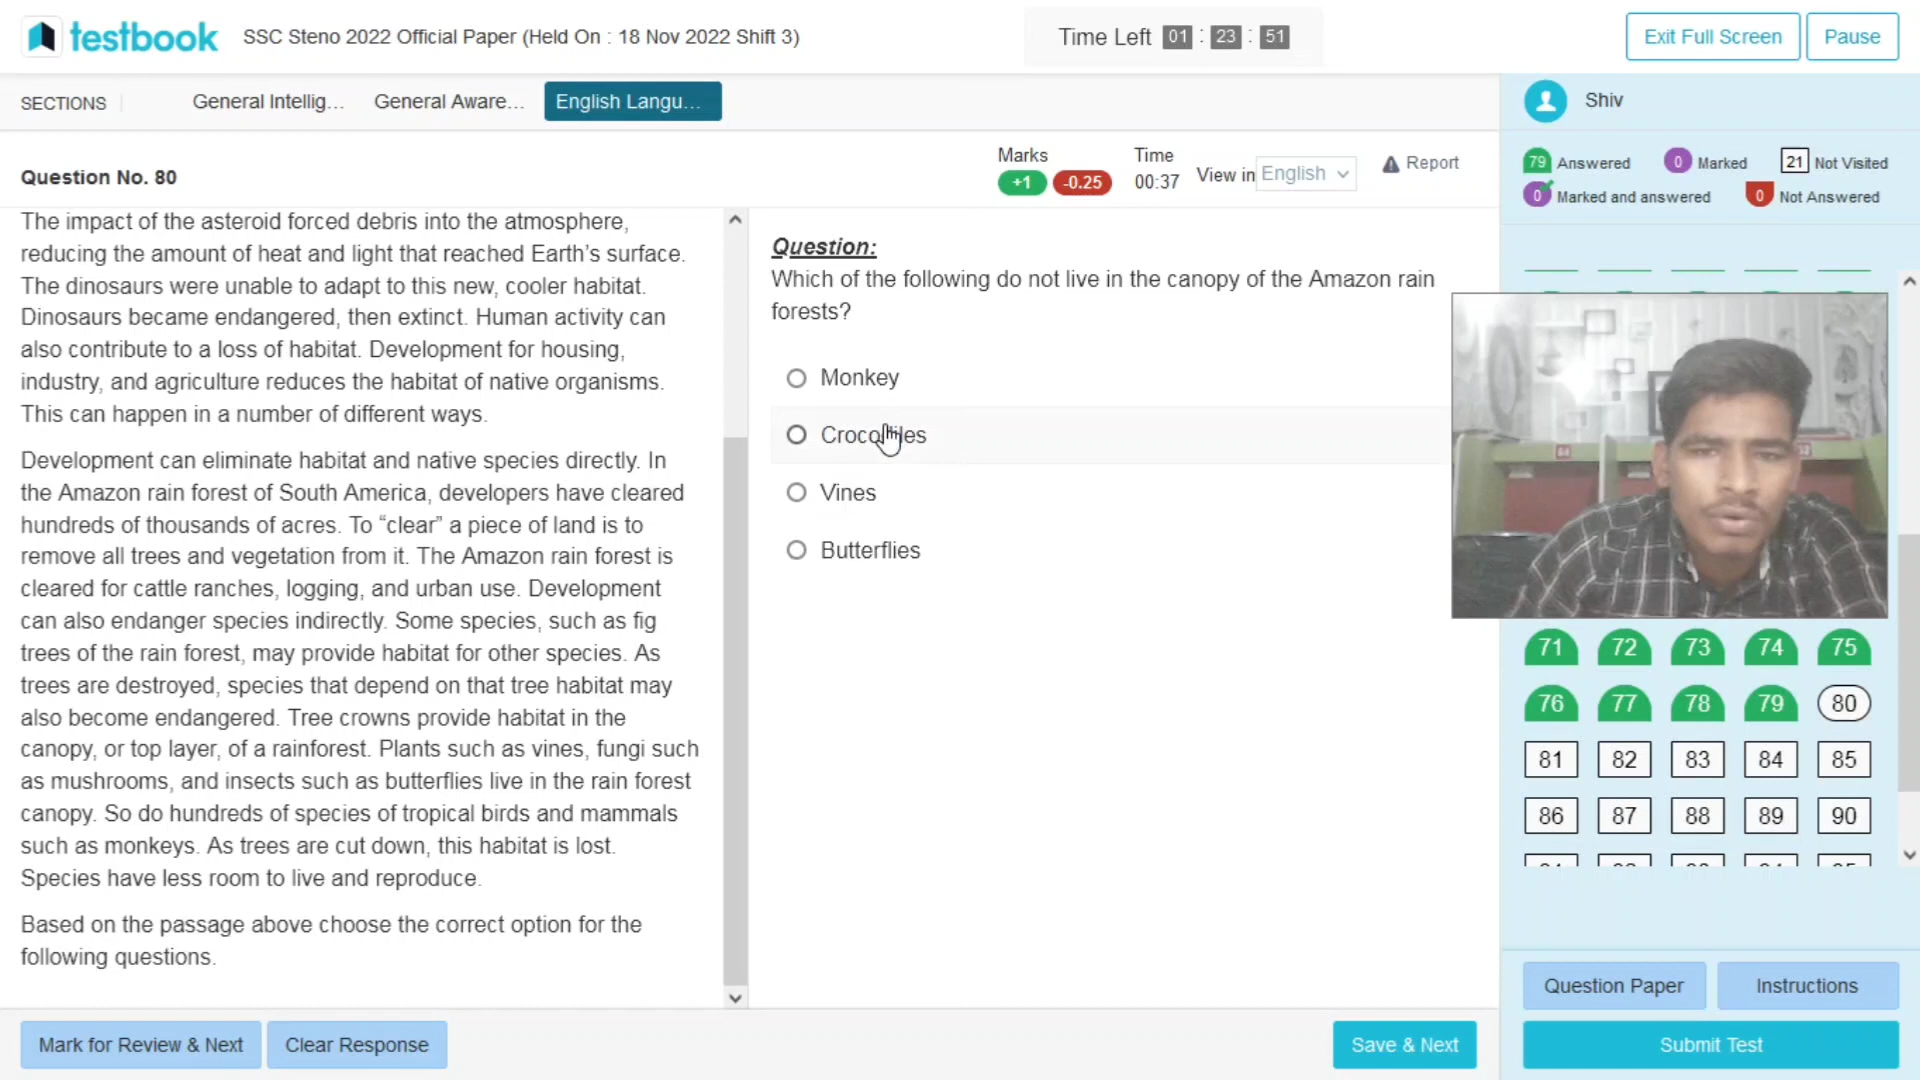 testbook SSC Steno 2022 Official Paper (Held On : 18 Nov 2022 Shift 3) Time Left 01 : 23 : 51 Exit Full Screen Pause
SECTIONS General Intellig... General Aware... English Langu...
Shiv
Question No. 80
Marks
+1 -0.25
Time
00:37
View in English
Report
79 Answered 0 Marked 21 Not Visited
0 Marked and answered 0 Not Answered
The impact of the asteroid forced debris into the atmosphere,
reducing the amount of heat and light that reached Earth's surface.
The dinosaurs were unable to adapt to this new, cooler habitat.
Dinosaurs became endangered, then extinct. Human activity can
also contribute to a loss of habitat. Development for housing,
industry, and agriculture reduces the habitat of native organisms.
This can happen in a number of different ways.
Development can eliminate habitat and native species directly. In
the Amazon rain forest of South America, developers have cleared
hundreds of thousands of acres. To “clear” a piece of land is to
remove all trees and vegetation from it. The Amazon rain forest is
cleared for cattle ranches, logging, and urban use. Development
can also endanger species indirectly. Some species, such as fig
trees of the rain forest, may provide habitat for other species. As
trees are destroyed, species that depend on that tree habitat may
also become endangered. Tree crowns provide habitat in the
canopy, or top layer, of a rainforest. Plants such as vines, fungi such
as mushrooms, and insects such as butterflies live in the rain forest
canopy. So do hundreds of species of tropical birds and mammals
such as monkeys. As trees are cut down, this habitat is lost.
Species have less room to live and reproduce.
Based on the passage above choose the correct option for the
following questions.
Question:
Which of the following do not live in the canopy of the Amazon rain
forests?
Monkey
Crocodiles
Vines
Butterflies
71 72 73 74 75
76 77 78 79 80
81 82 83 84 85
86 87 88 89 90
Question Paper Instructions
Mark for Review & Next Clear Response Save & Next Submit Test